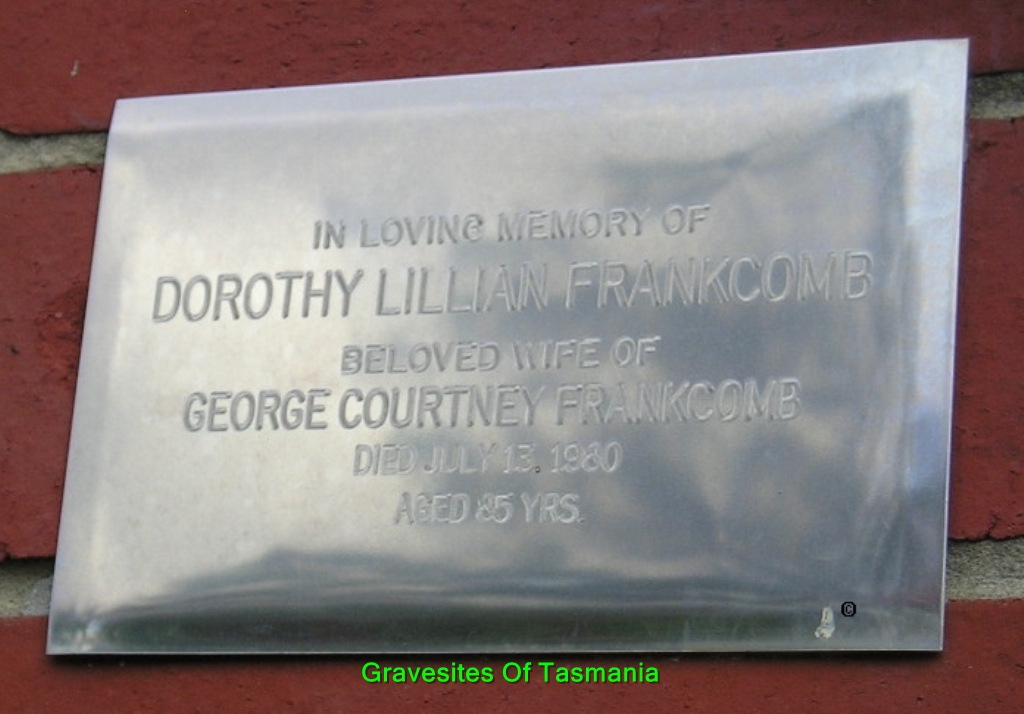 IN LOVING MEMORY OF
DOROTHY LILLIAN FRANKCOMB
BELOVED WIFE OF
GEORGE COURTNEY FRANKCOMB
DIED JULY 13, 1980
AGED 85 YRS.
©
Gravesites Of Tasmania